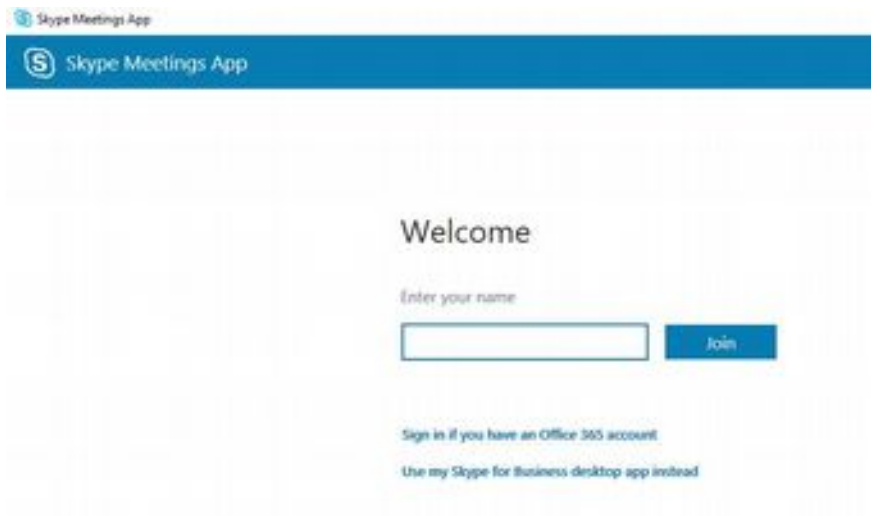 Skype Meetings App
Skype Meetings App
Welcome
Enter your name
Join
Sign in if you have an Office 365 account
Use my Skype for Business desktop app instead